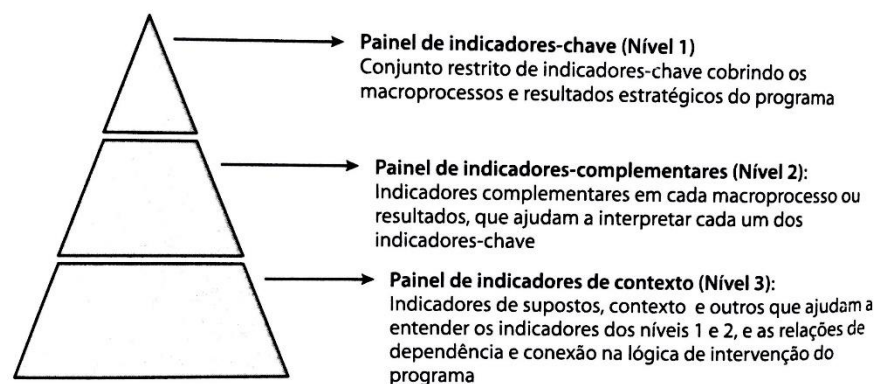 Painel de indicadores-chave (Nível 1)
Conjunto restrito de indicadores-chave cobrindo os
macroprocessos e resultados estratégicos do programa
Painel de indicadores-complementares (Nível 2):
Indicadores complementares em cada macroprocesso ou
resultados, que ajudam a interpretar cada um dos
indicadores-chave
Painel de indicadores de contexto (Nível 3):
Indicadores de supostos, contexto e outros que ajudam a
entender os indicadores dos níveis 1 e 2, e as relações de
dependência e conexão na lógica de intervenção do
programa